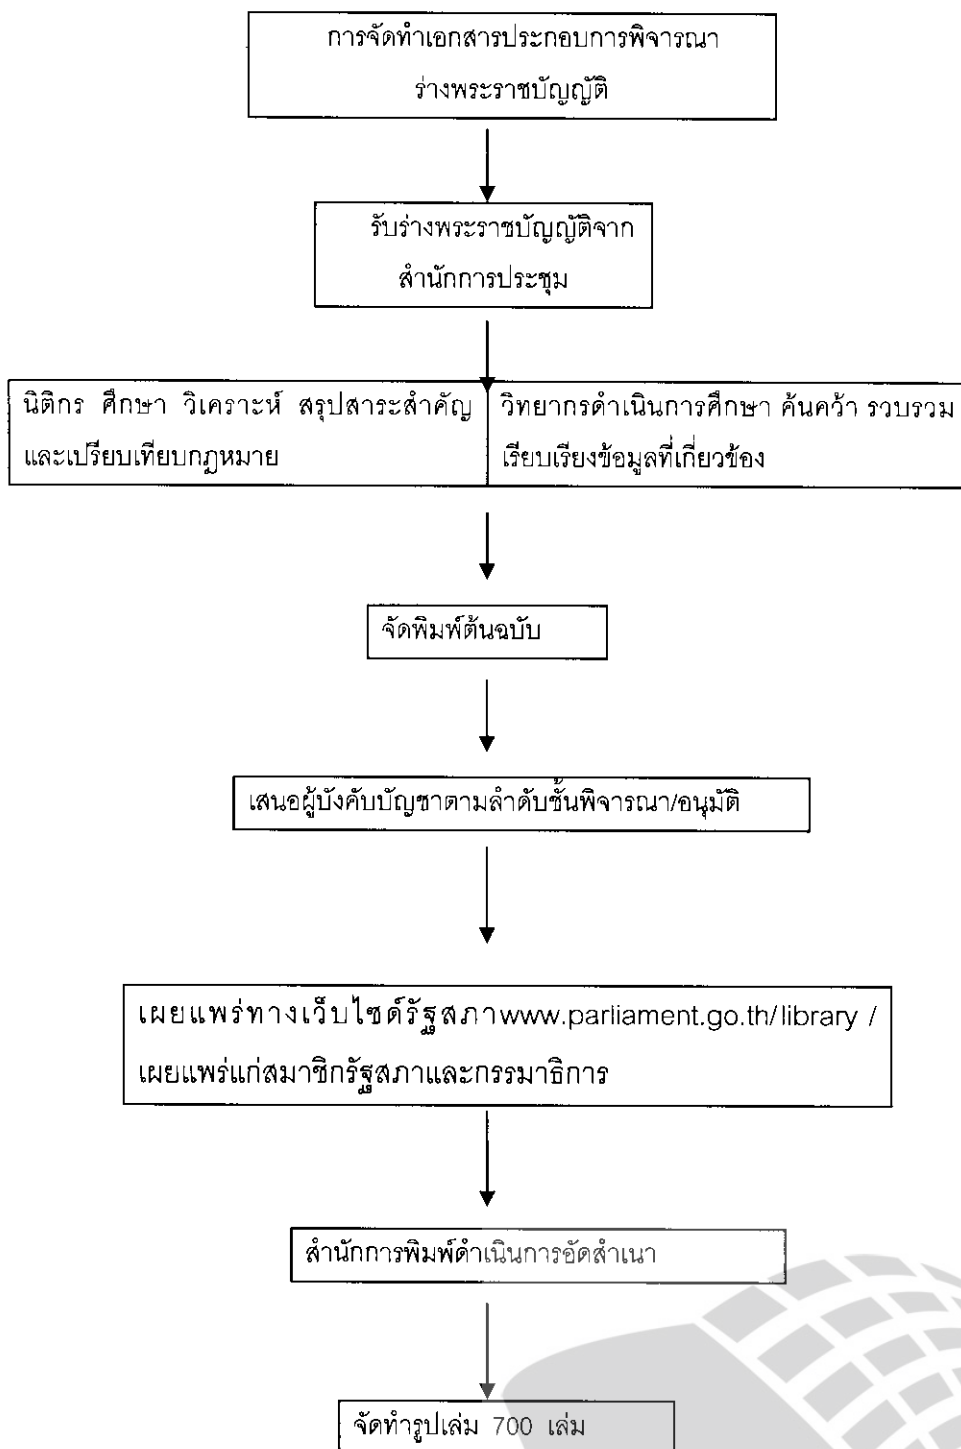 การจัดทำเอกสารประกอบการพิจารณา
ร่างพระราชบัญญัติ
รับร่างพระราชบัญญัติจาก
สำนักการประชุม
นิติกร ศึกษา วิเคราะห์ สรุปสาระสำคัญ
และเปรียบเทียบกฎหมาย
วิทยากรดำเนินการศึกษา ค้นคว้า รวบรวม
เรียบเรียงข้อมูลที่เกี่ยวข้อง
จัดพิมพ์ต้นฉบับ
เสนอผู้บังคับบัญชาตามลำดับชั้นพิจารณา/อนุมัติ
เผยแพร่ทางเว็บไซต์รัฐสภาwww.parliament.go.th/library /
เผยแพร่แก่สมาชิกรัฐสภาและกรรมาธิการ
สำนักการพิมพ์ดำเนินการอัดสำเนา
จัดทำรูปเล่ม 700 เล่ม